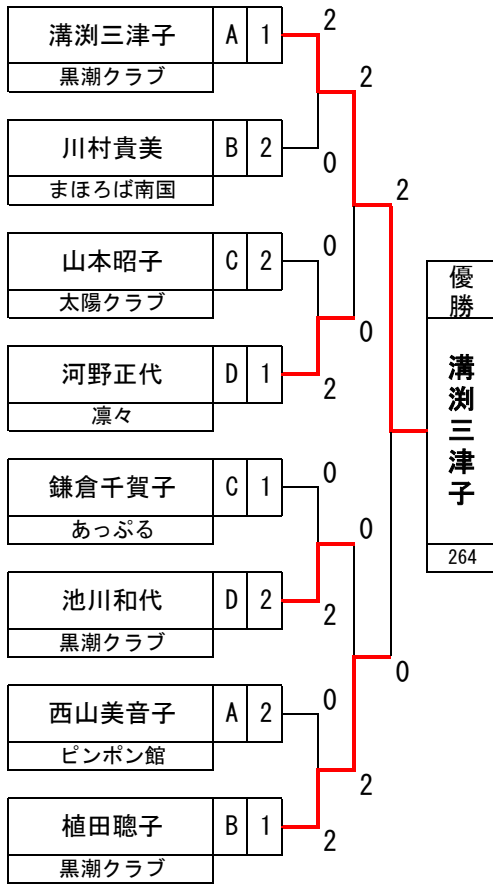 溝渕三津子 A 1
黒潮クラブ
2
2
川村貴美 B 2
まほろば南国
0
2
山本昭子 C 2
太陽クラブ
0
0
河野正代 D 1
凛々
2
鎌倉千賀子 C 1
あっぷる
0
0
池川和代 D 2
黒潮クラブ
2
0
西山美音子 A 2
ピンポン館
0
2
植田聰子 B 1
黒潮クラブ
2
優勝
溝渕三津子
264